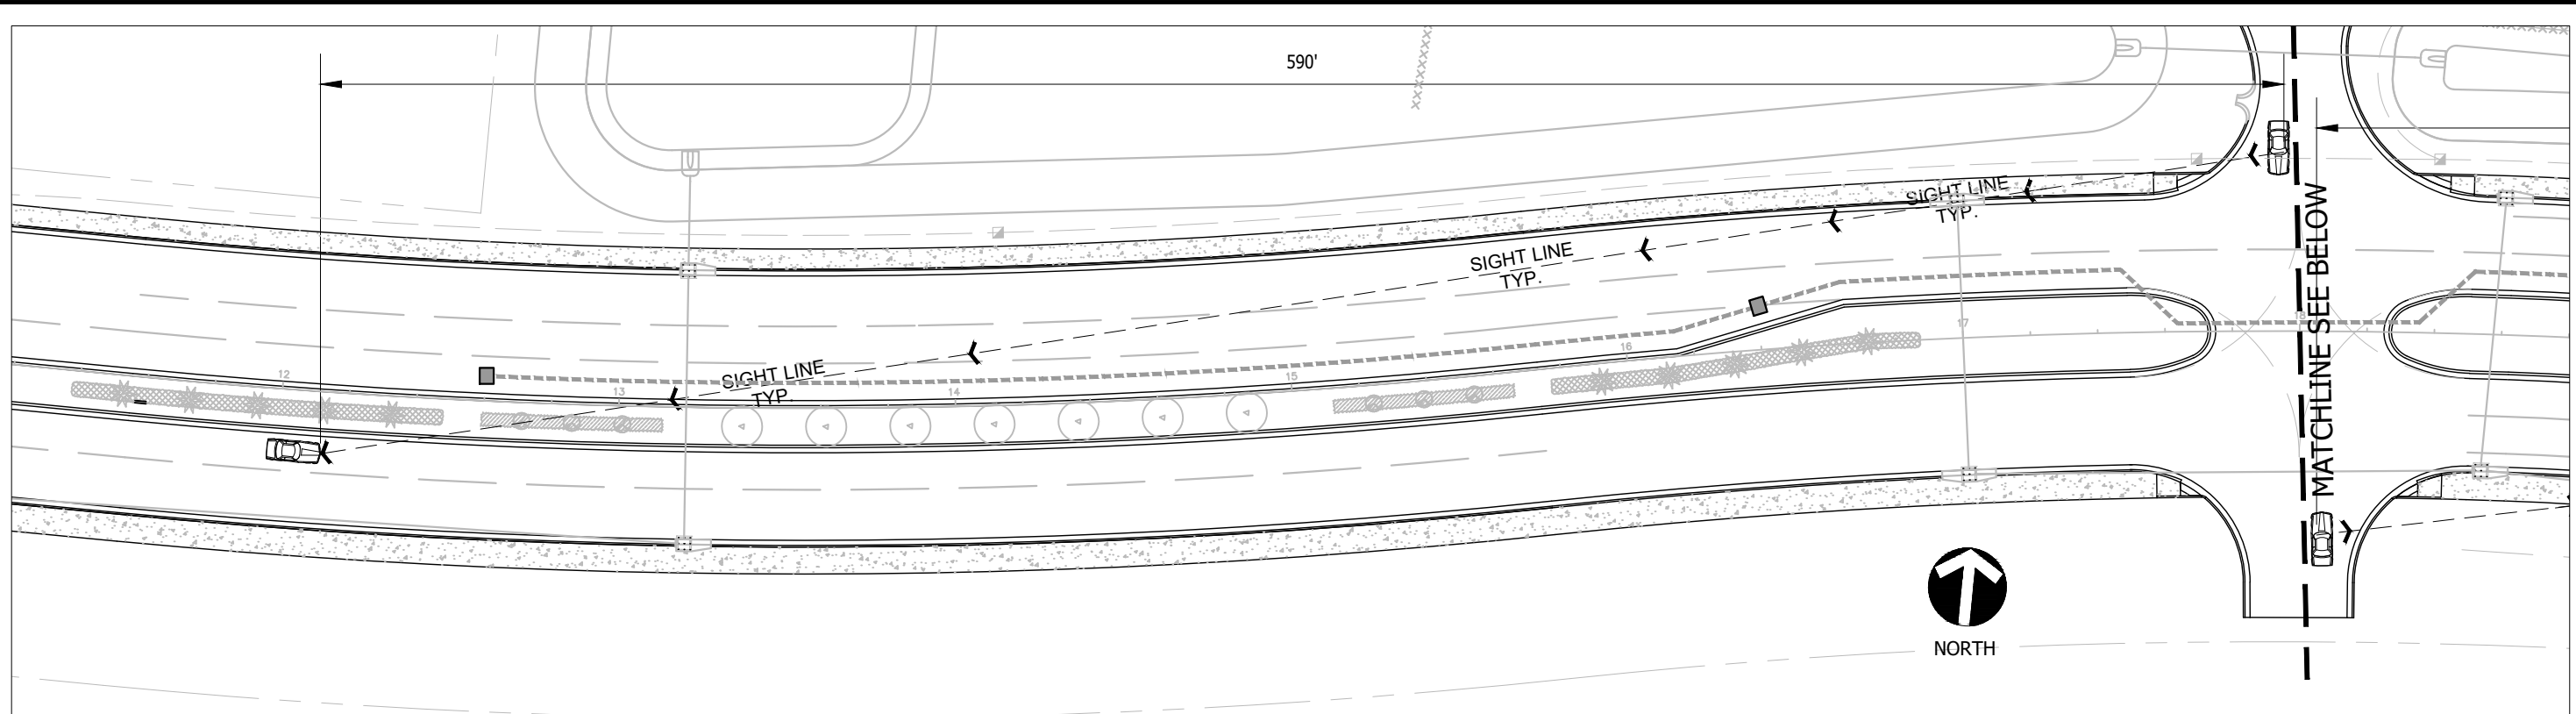 590'
SIGHT LINE
TYP.
SIGHT LINE
TYP.
SIGHT LINE
TYP.
12
13
14
15
16
17
18
MATCHLINE SEE BELOW
NORTH